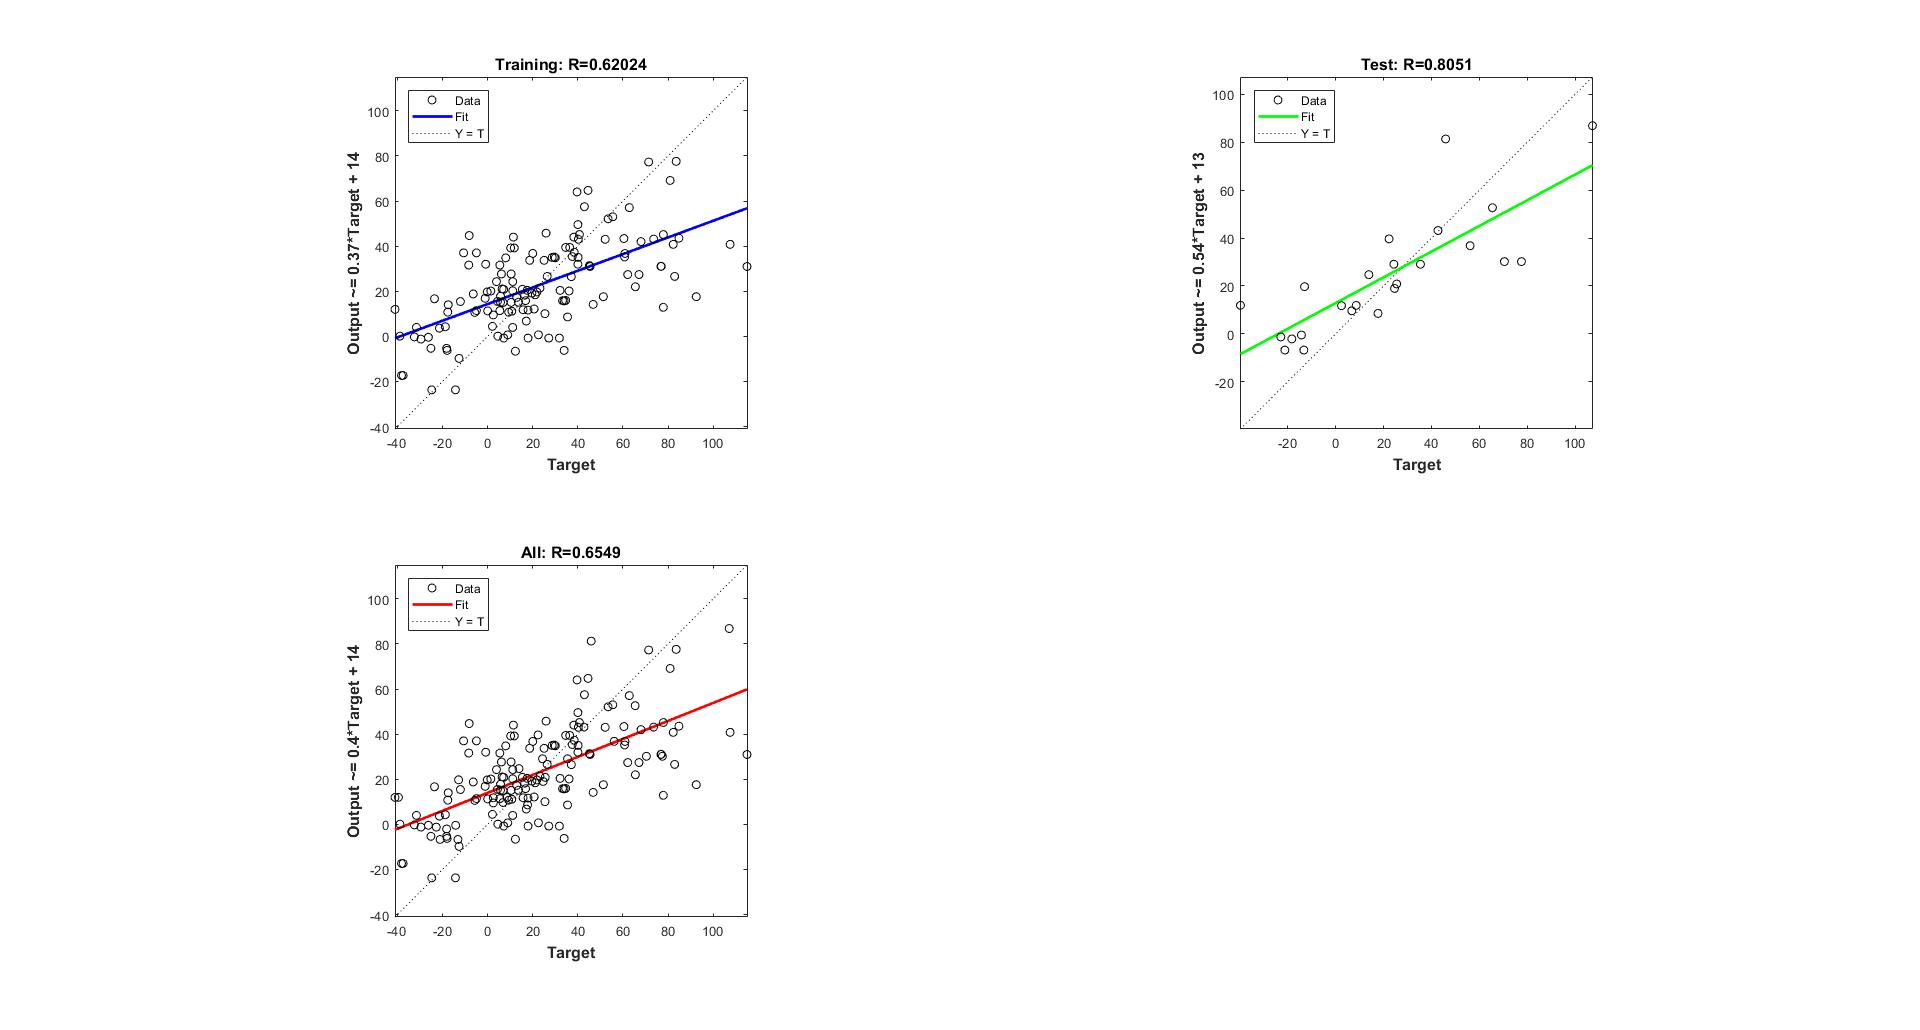 Training: R=0.62024
Data
Fit
Y = T
Output ~= 0.37*Target + 14
100
80
60
40
20
0
-20
-40
-40 -20 0 20 40 60 80 100
Target
Test: R=0.8051
Data
Fit
Y = T
Output ~= 0.54*Target + 13
100
80
60
40
20
0
-20
-20 0 20 40 60 80 100
Target
All: R=0.6549
Data
Fit
Y = T
Output ~= 0.4*Target + 14
100
80
60
40
20
0
-20
-40
-40 -20 0 20 40 60 80 100
Target